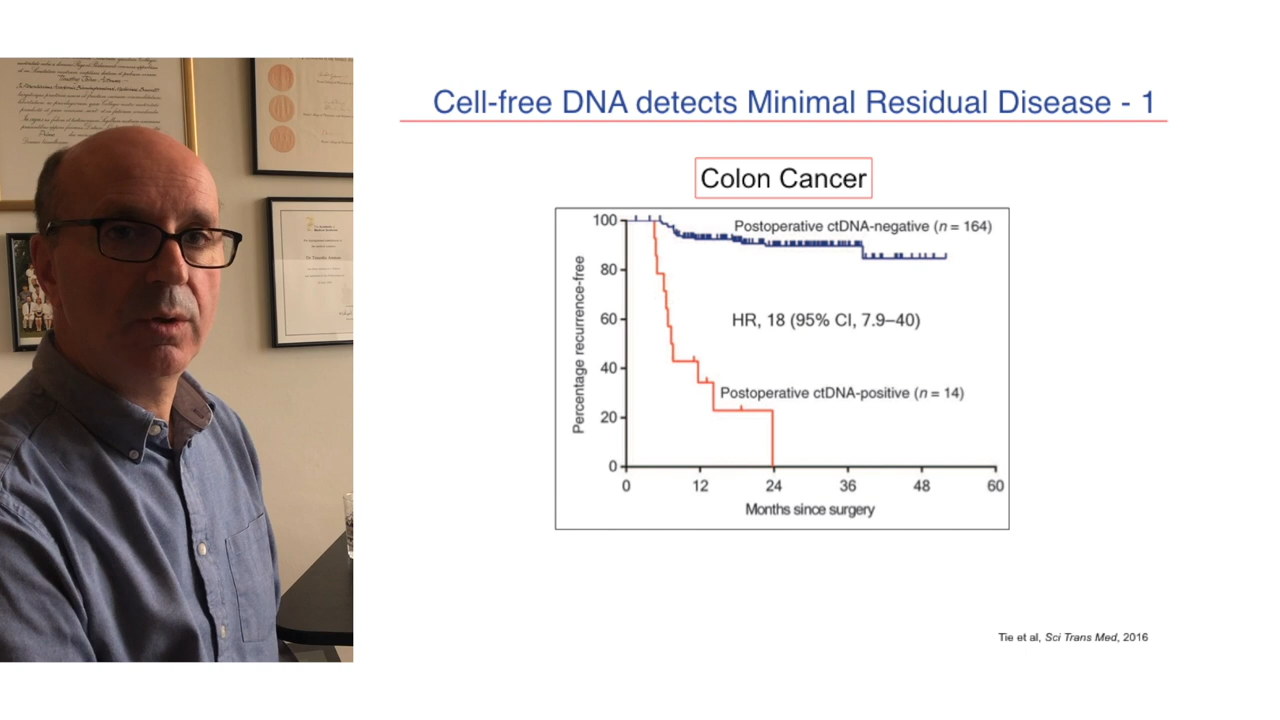 Cell-free DNA detects Minimal Residual Disease - 1
Colon Cancer
100
80
60
40
20
0
Percentage recurrence-free
Postoperative ctDNA-negative (n = 164)
HR, 18 (95% CI, 7.9–40)
Postoperative ctDNA-positive (n = 14)
0 12 24 36 48 60
Months since surgery
Tie et al, Sci Trans Med, 2016